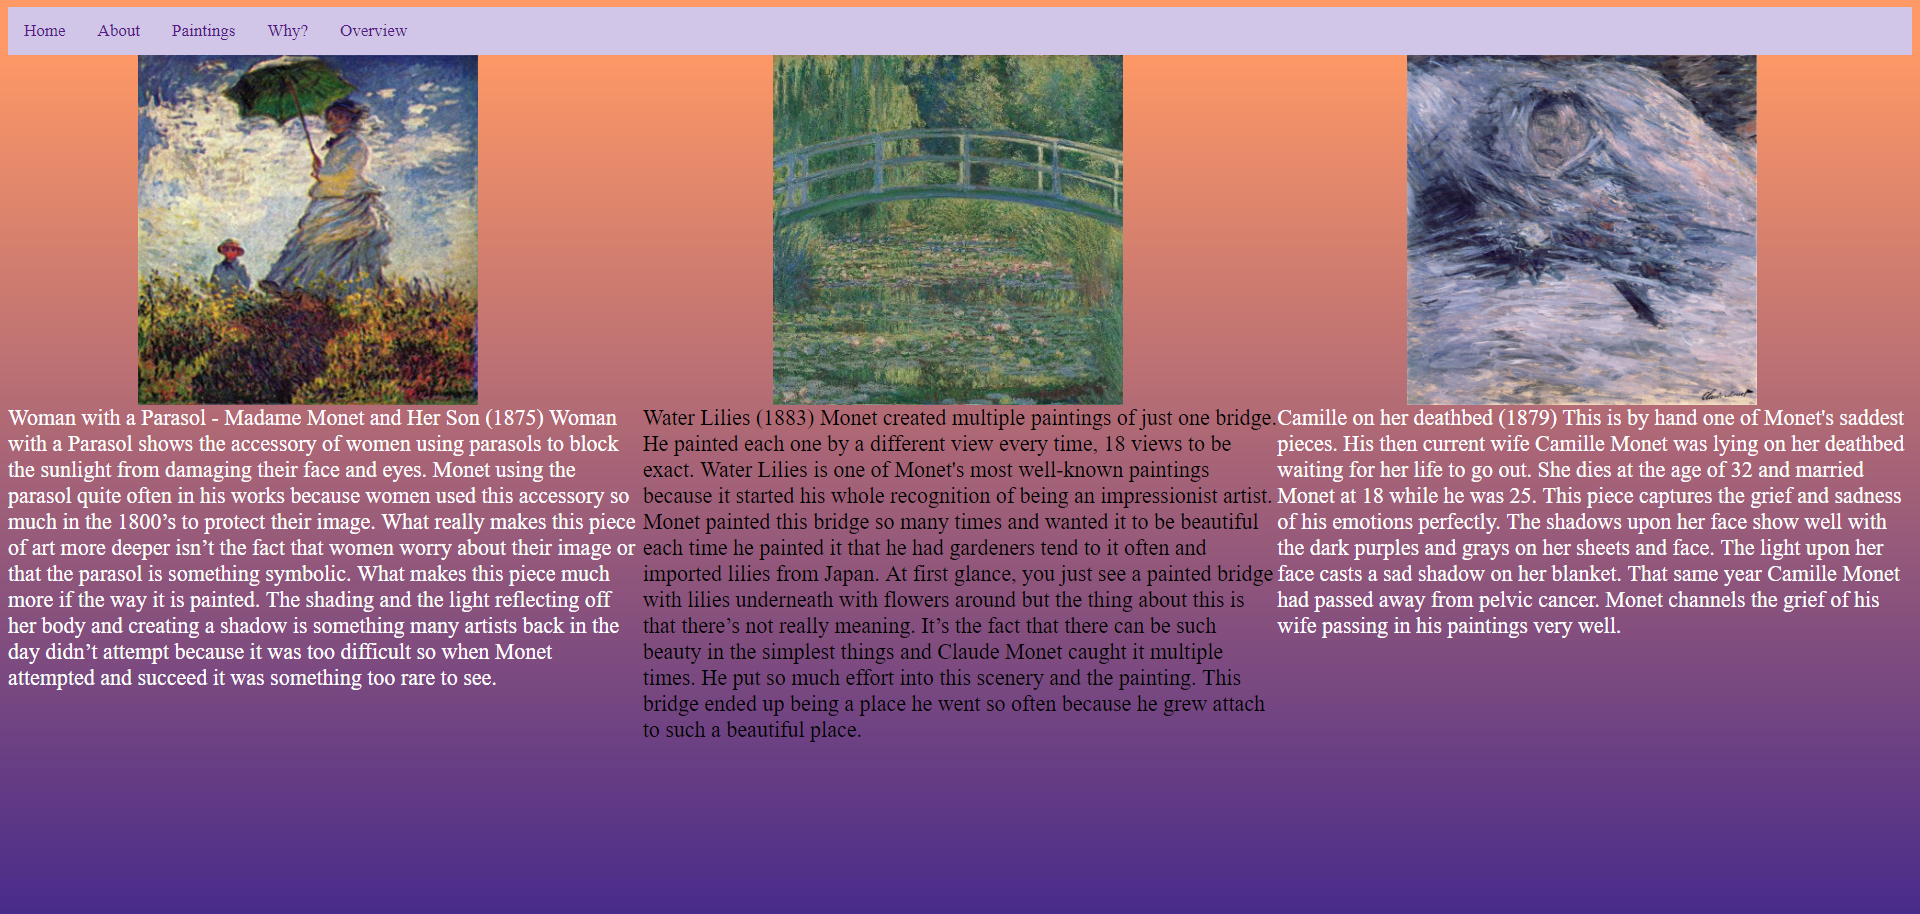 Home About Paintings Why? Overview
Woman with a Parasol - Madame Monet and Her Son (1875) Woman
with a Parasol shows the accessory of women using parasols to block
the sunlight from damaging their face and eyes. Monet using the
parasol quite often in his works because women used this accessory so
much in the 1800’s to protect their image. What really makes this piece
of art more deeper isn’t the fact that women worry about their image or
that the parasol is something symbolic. What makes this piece much
more if the way it is painted. The shading and the light reflecting off
her body and creating a shadow is something many artists back in the
day didn’t attempt because it was too difficult so when Monet
attempted and succeed it was something too rare to see.
Water Lilies (1883) Monet created multiple paintings of just one bridge.
He painted each one by a different view every time, 18 views to be
exact. Water Lilies is one of Monet's most well-known paintings
because it started his whole recognition of being an impressionist artist.
Monet painted this bridge so many times and wanted it to be beautiful
each time he painted it that he had gardeners tend to it often and
imported lilies from Japan. At first glance, you just see a painted bridge
with lilies underneath with flowers around but the thing about this is
that there’s not really meaning. It’s the fact that there can be such
beauty in the simplest things and Claude Monet caught it multiple
times. He put so much effort into this scenery and the painting. This
bridge ended up being a place he went so often because he grew attach
to such a beautiful place.
Camille on her deathbed (1879) This is by hand one of Monet's saddest
pieces. His then current wife Camille Monet was lying on her deathbed
waiting for her life to go out. She dies at the age of 32 and married
Monet at 18 while he was 25. This piece captures the grief and sadness
of his emotions perfectly. The shadows upon her face show well with
the dark purples and grays on her sheets and face. The light upon her
face casts a sad shadow on her blanket. That same year Camille Monet
had passed away from pelvic cancer. Monet channels the grief of his
wife passing in his paintings very well.